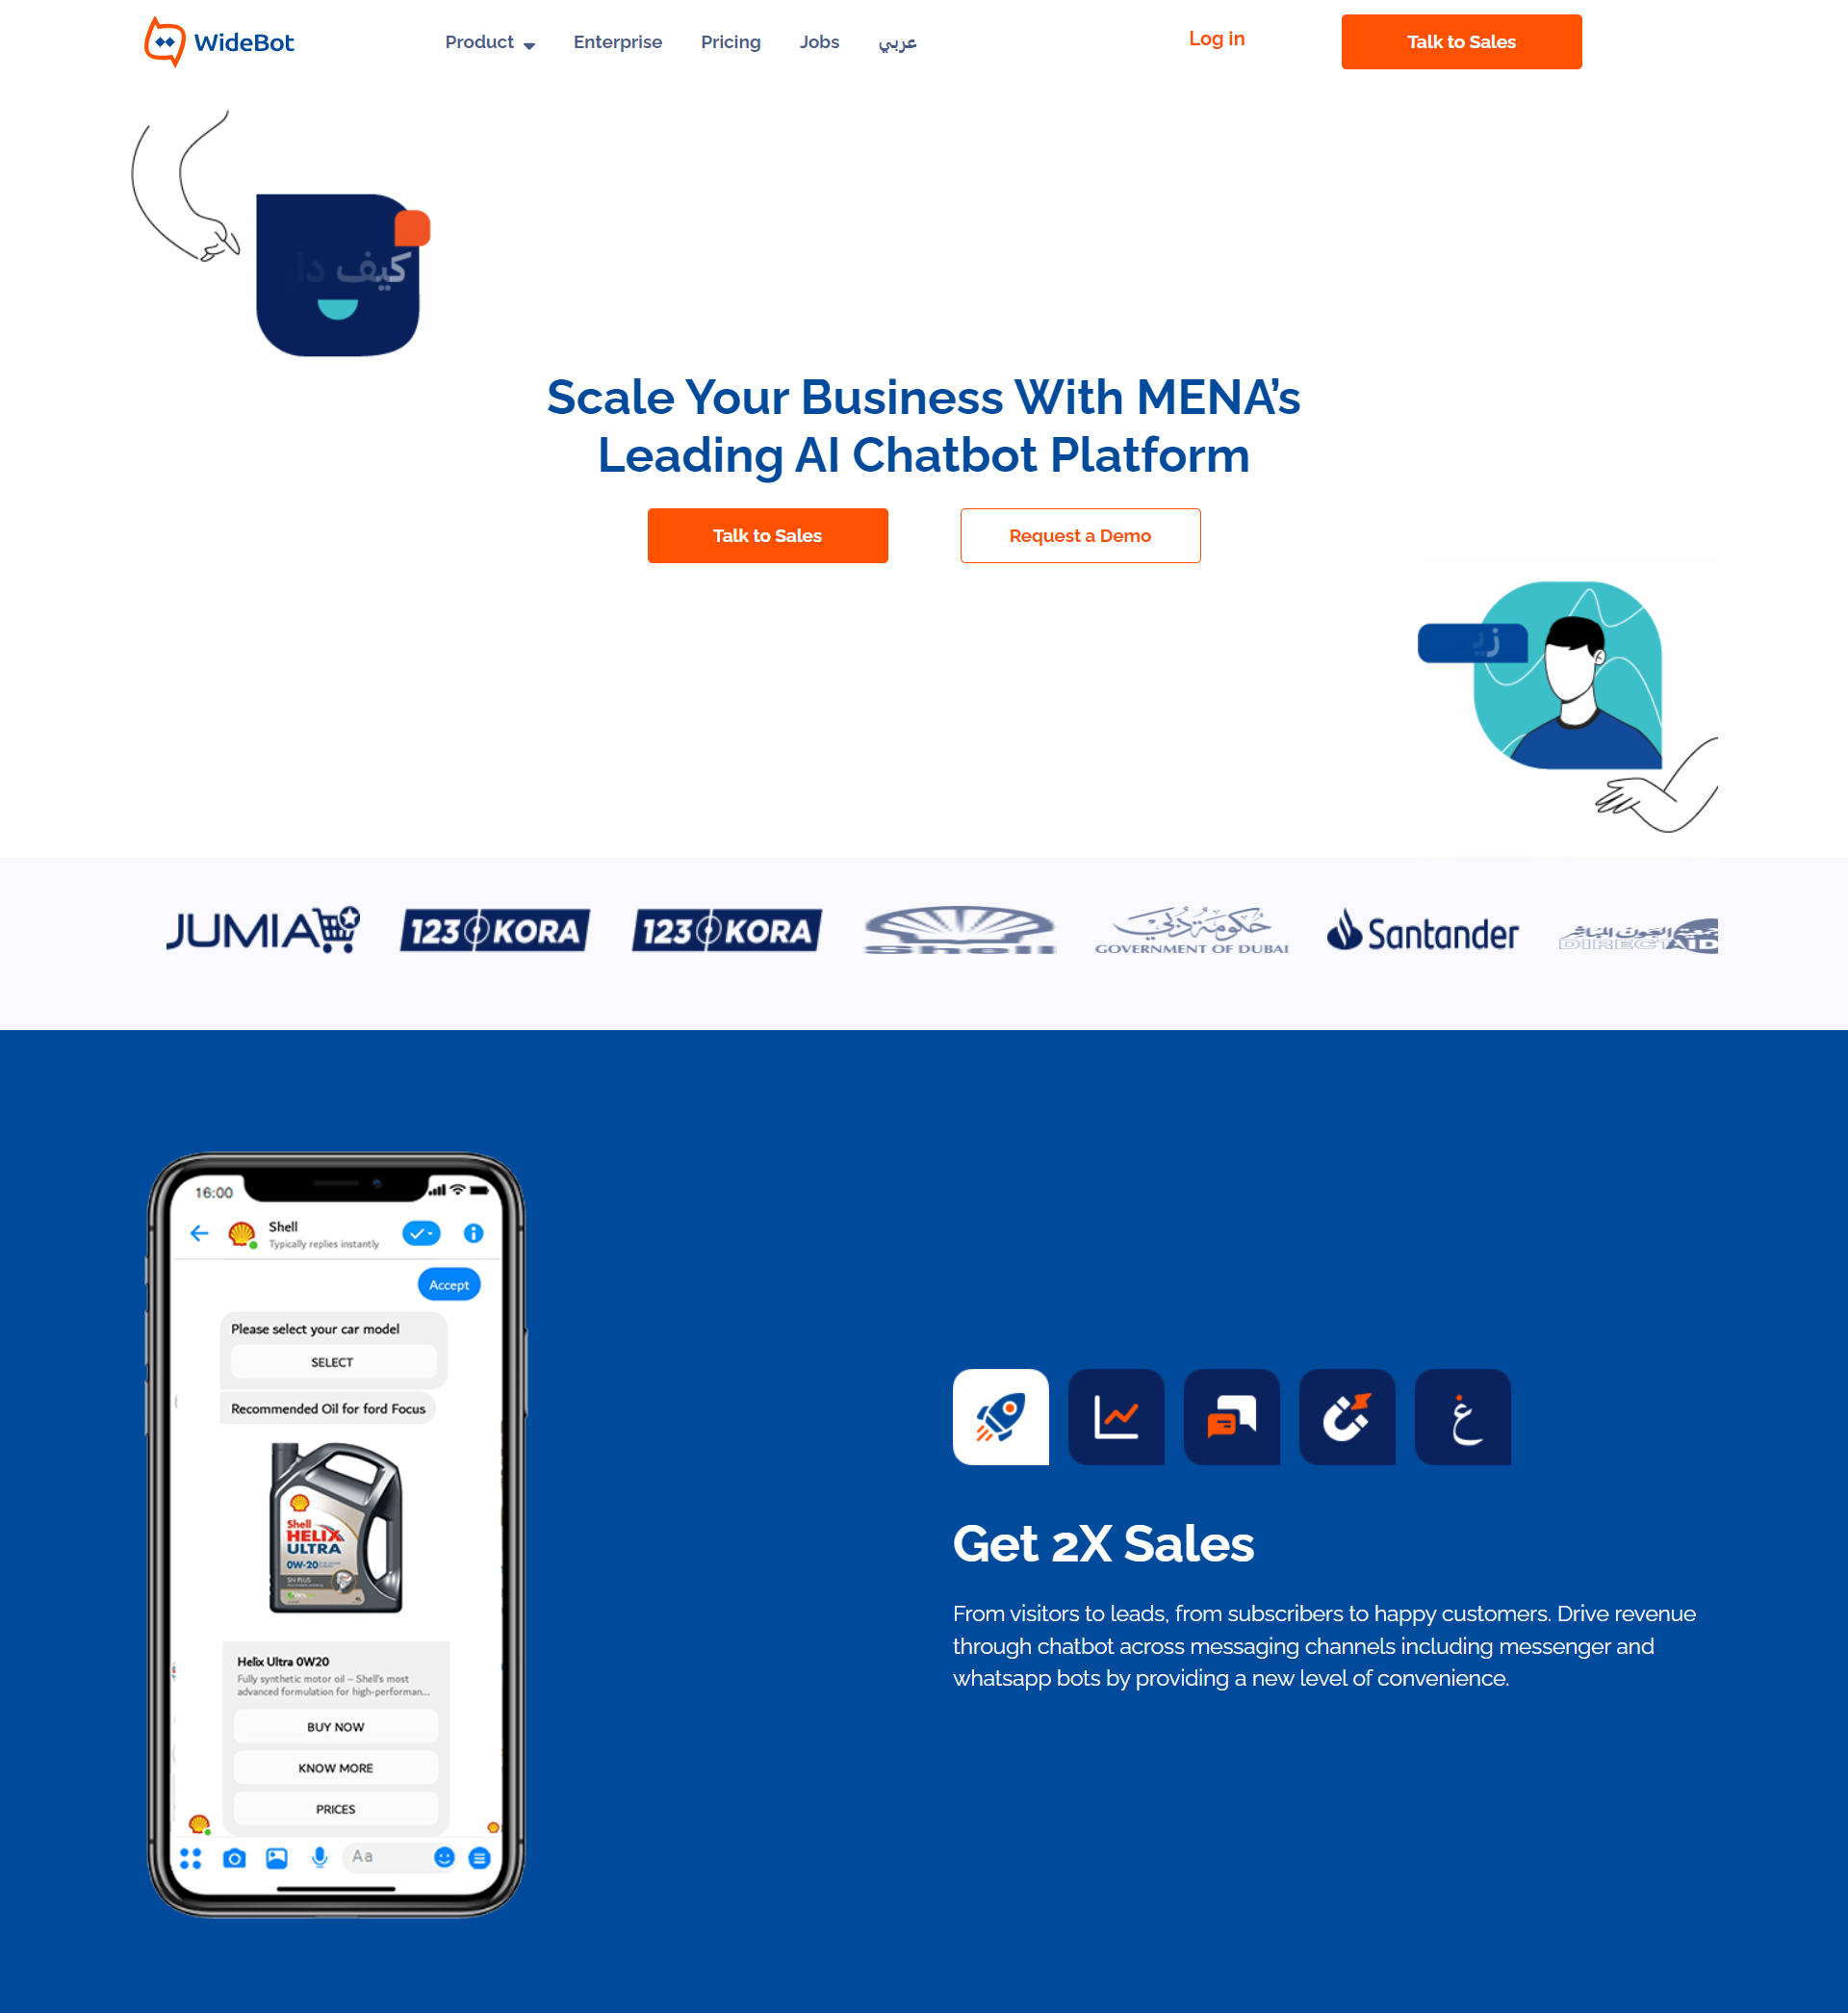 WideBot
Product
Enterprise
Pricing
Jobs
عربي
Log in
Talk to Sales
كيف دا
Scale Your Business With MENA’s
Leading AI Chatbot Platform
Talk to Sales
Request a Demo
زي
JUMIA
123 KORA
123 KORA
Shell
حكومة دبي
GOVERNMENT OF DUBAI
Santander
DIRECT AID
16:00
Shell
Typically replies instantly
Accept
Please select your car model
SELECT
Recommended Oil for ford Focus
Shell
HELIX
ULTRA
0W-20
SN PLUS
Helix Ultra 0W20
Fully synthetic motor oil – Shell's most
advanced formulation for high-performan...
BUY NOW
KNOW MORE
PRICES
Aa
غ
Get 2X Sales
From visitors to leads, from subscribers to happy customers. Drive revenue
through chatbot across messaging channels including messenger and
whatsapp bots by providing a new level of convenience.